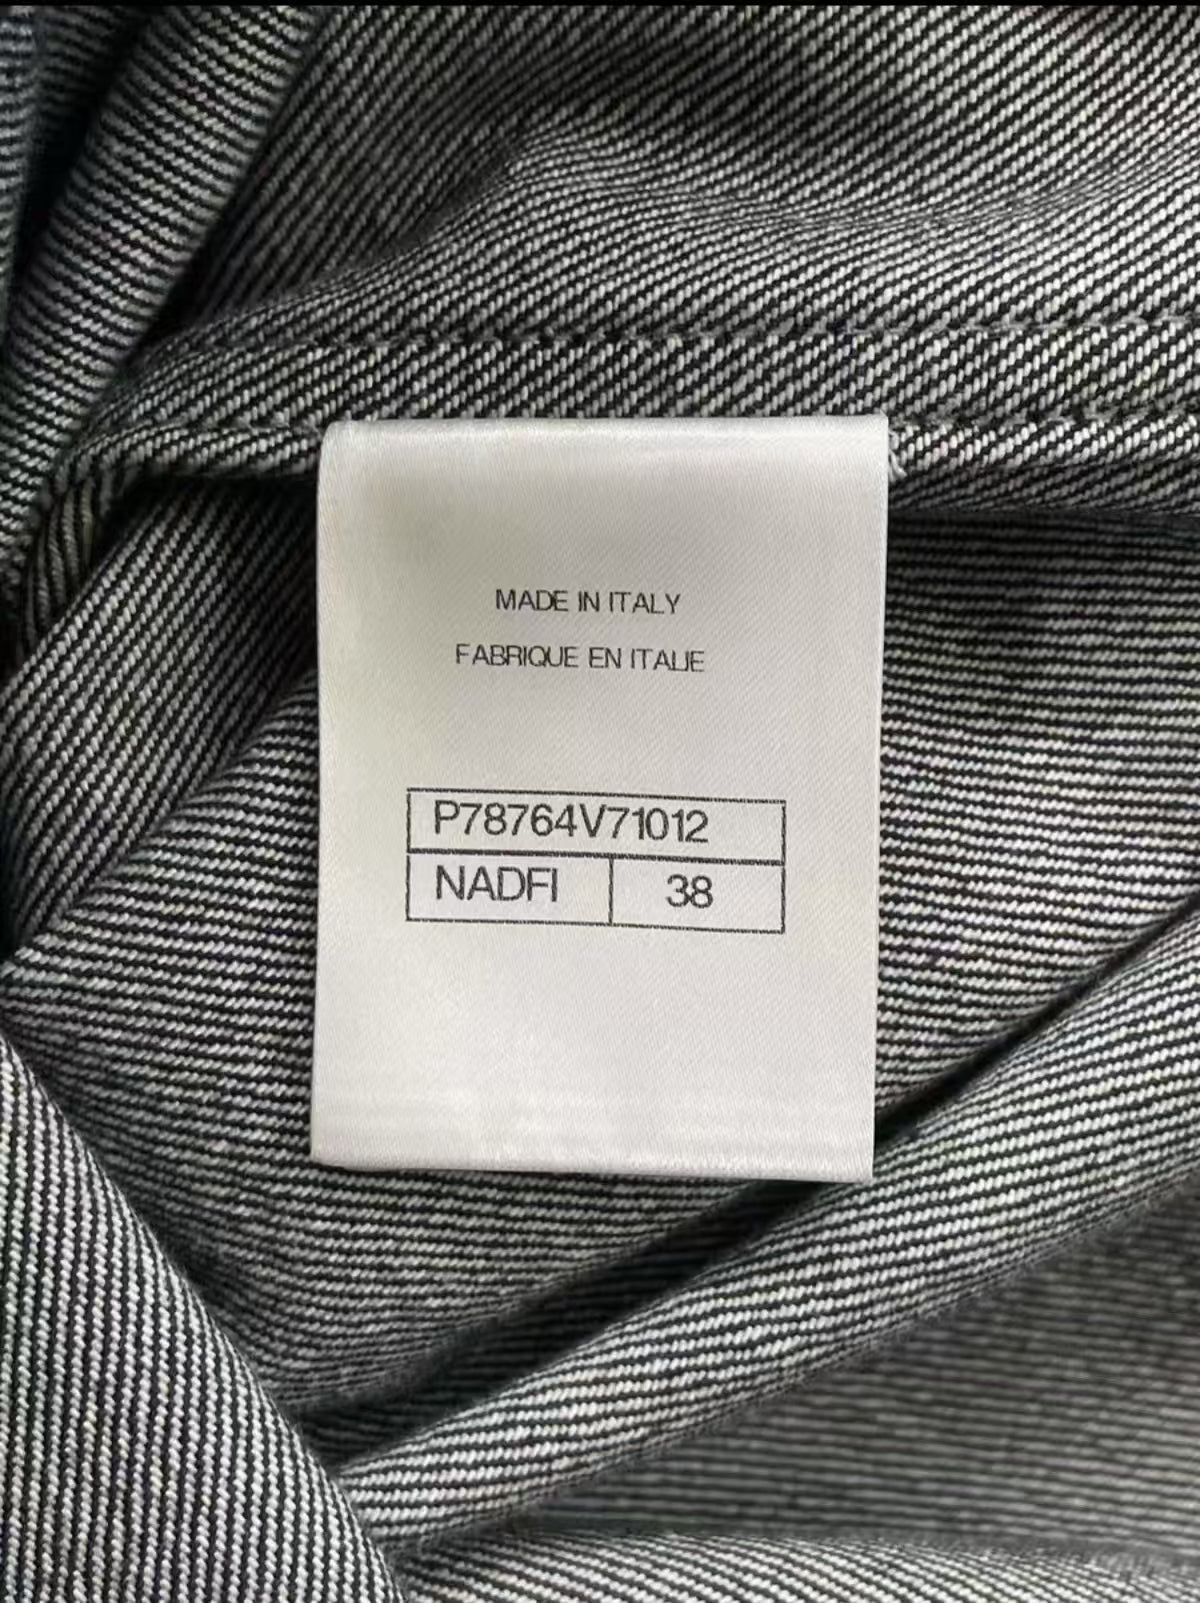 MADE IN ITALY
FABRIQUE EN ITALIE
P78764V71012
NADFI 38